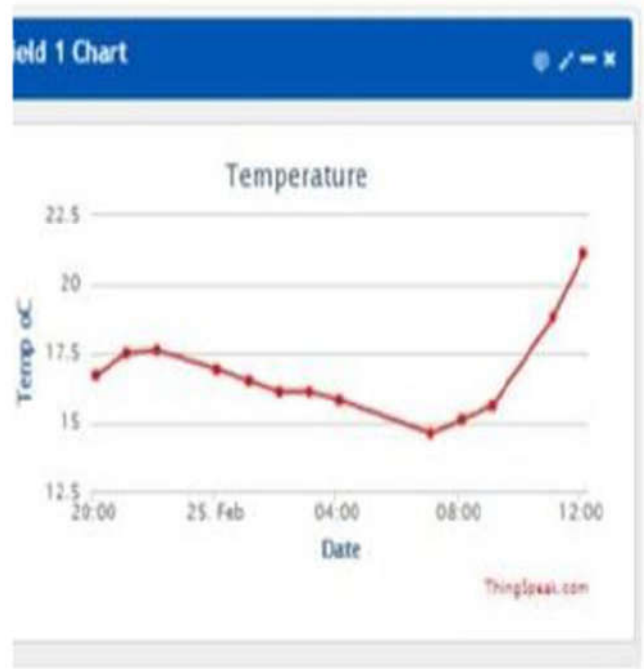 ield 1 Chart
Temperature
22.5
20
17.5
15
12.5
Temp oC
20:00
25. Feb
04:00
08:00
12:00
Date
ThingSpeak.com